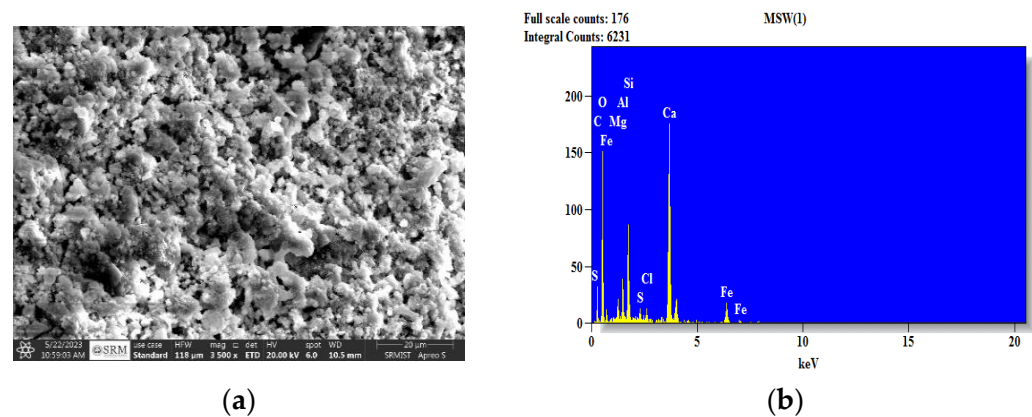 Full scale counts: 176
MSW(1)
Integral Counts: 6231
200
150
100
50
0
Si
O
Al
C
Mg
Fe
Ca
S
S
Cl
Fe
Fe
0
5
10
15
20
keV
5/22/2023
10:59:03 AM
@SRM
use case
Standard
HFW
118 µm
mag
3 500 x
det
ETD
HV
20.00 kV
spot
6.0
WD
10.5 mm
20 µm
SRMIST Apreo S
(a)
(b)